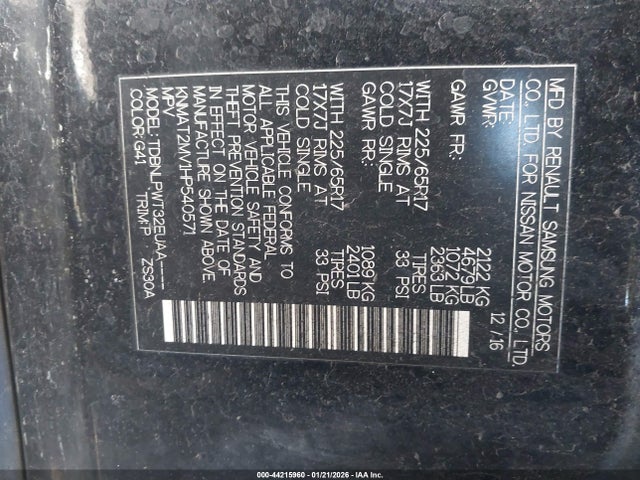 MFD BY RENAULT SAMSUNG MOTORS
CO., LTD. FOR NISSAN MOTOR CO., LTD.
DATE: 12 / 16
GVWR: 2122 KG
4679 LB
GAWR FR: 1072 KG
2363 LB
WITH 225/65R17 TIRES
17X7J RIMS AT 33 PSI
COLD SINGLE
GAWR RR: 1089 KG
2401 LB
WITH 225/65R17 TIRES
17X7J RIMS AT 33 PSI
COLD SINGLE
THIS VEHICLE CONFORMS TO
ALL APPLICABLE FEDERAL
MOTOR VEHICLE SAFETY AND
THEFT PREVENTION STANDARDS
IN EFFECT ON THE DATE OF
MANUFACTURE SHOWN ABOVE.
KNMAT2MV1HP540571
MPV
MODEL: TDBNLPWT32EUAA-----
COLOR: G41 TRIM: P ZS30A
000-44215960 - 01/21/2026 - IAA Inc.